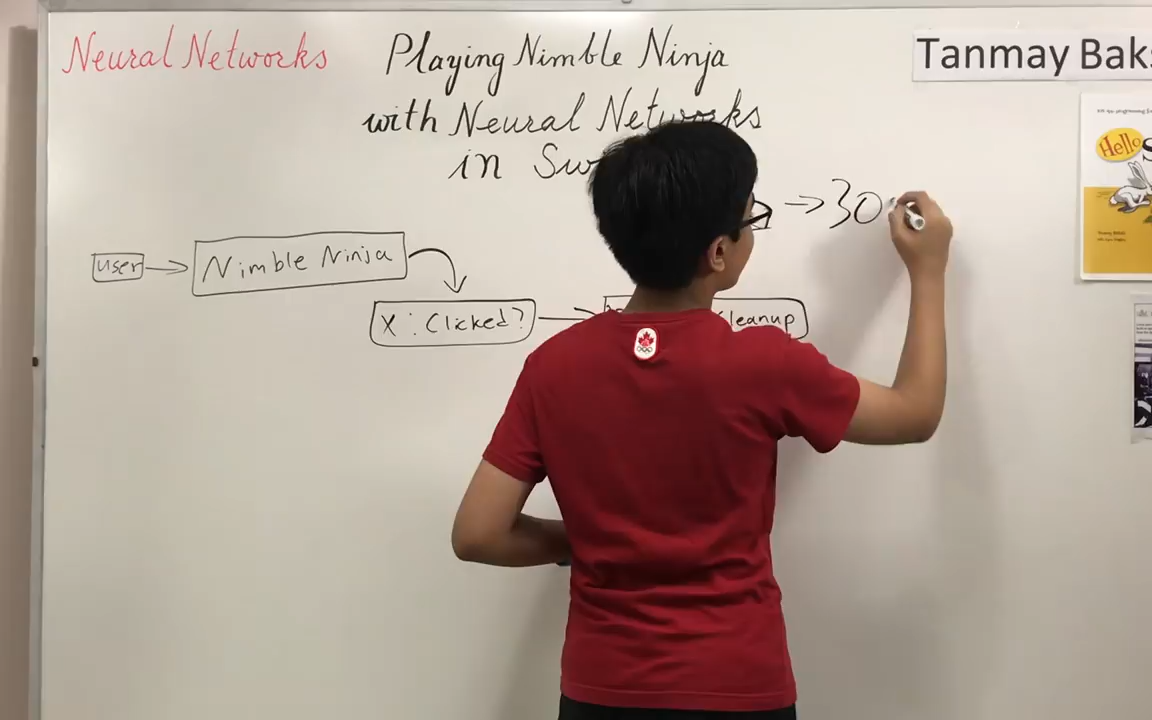 Neural Networks
Playing Nimble Ninja
with Neural Networks
in Sw
Tanmay Baks
Hello
→ 30
user → Nimble Ninja
X : Clicked? → Cleanup